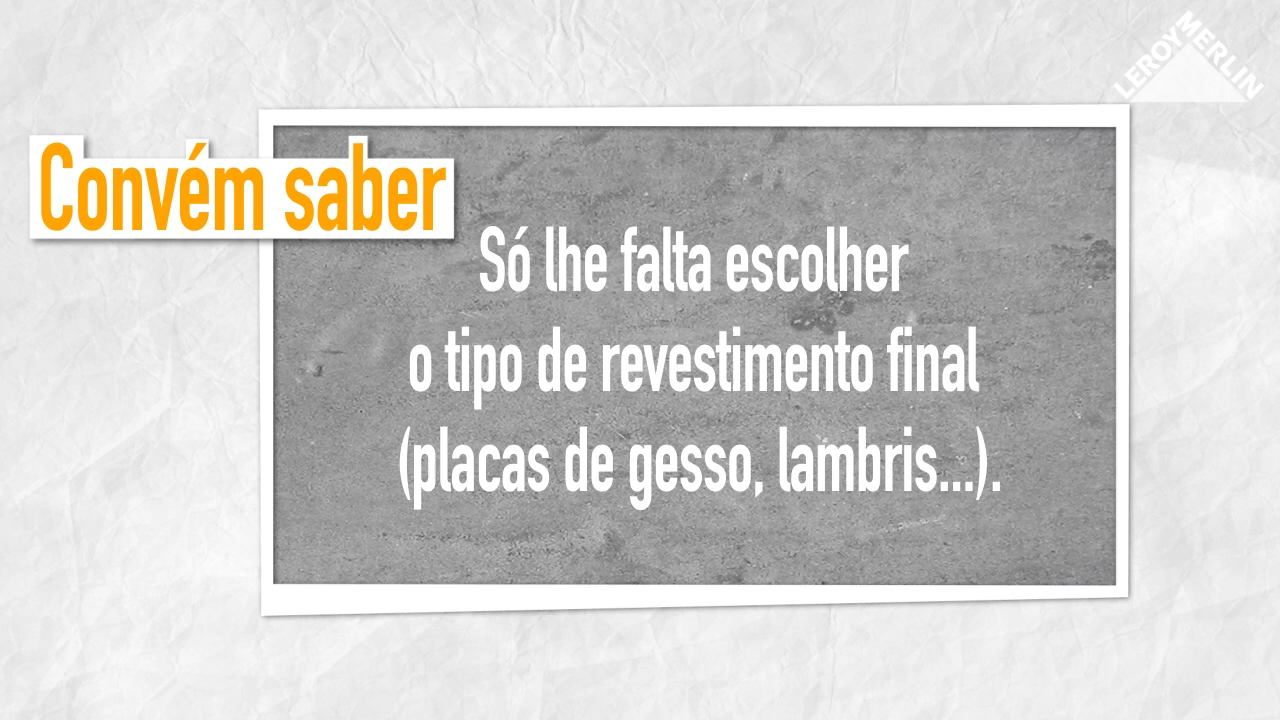 LEROY MERLIN
Convém saber
Só lhe falta escolher
o tipo de revestimento final
(placas de gesso, lambris...).